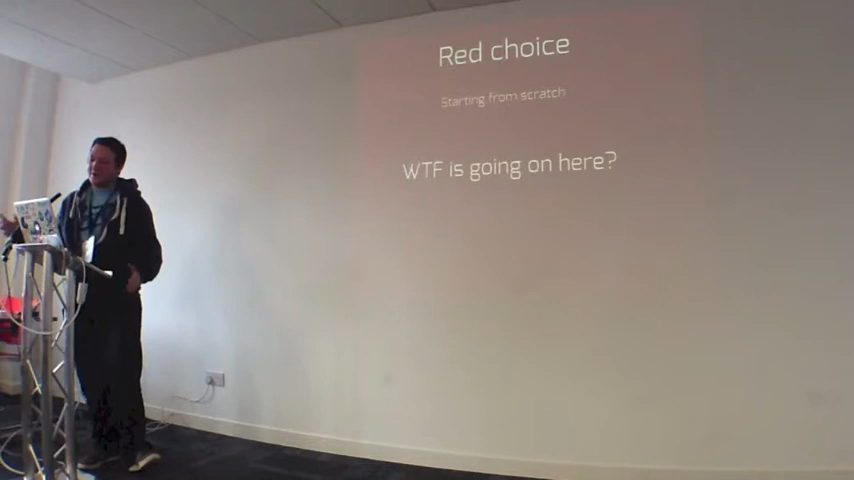 Red choice
Starting from scratch
WTF is going on here?